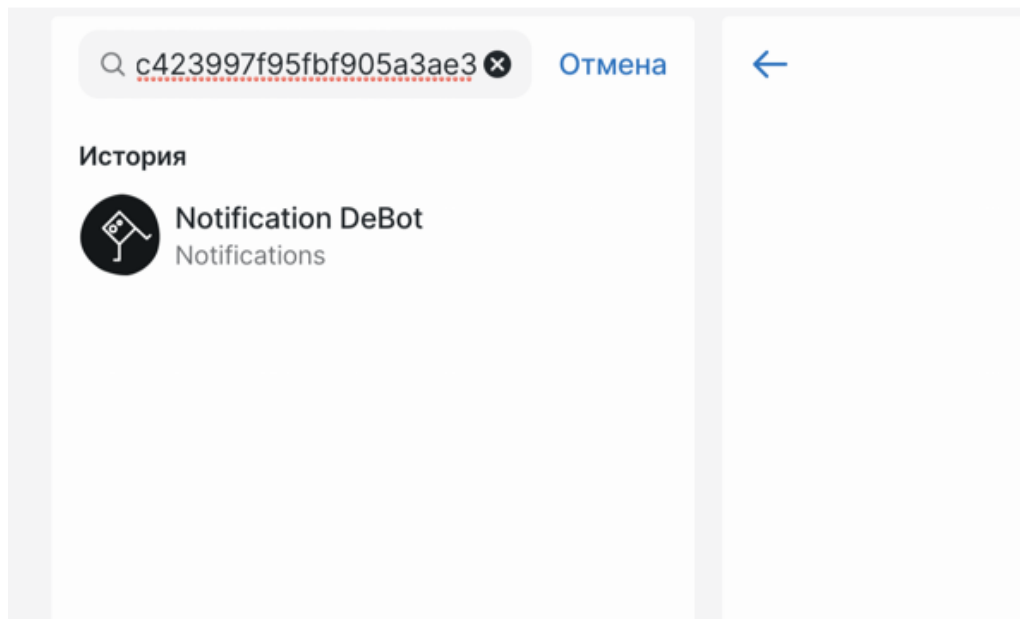 c423997f95fbf905a3ae3
Отмена
История
Notification DeBot
Notifications